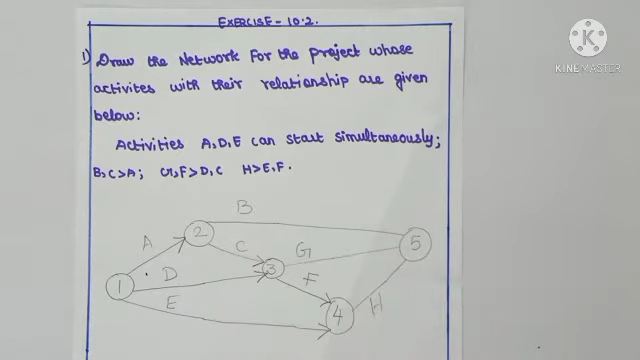 EXERCISE - 10.2.
1) Draw the Network for the project whose
activites with their relationship are given
below:
Activities A, D, E can start simultaneously;
B, C > A; G, F > D, C H > E, F.
B
A
2
5
C
G
D
3
F
1
E
4
H
K
KINEMASTER